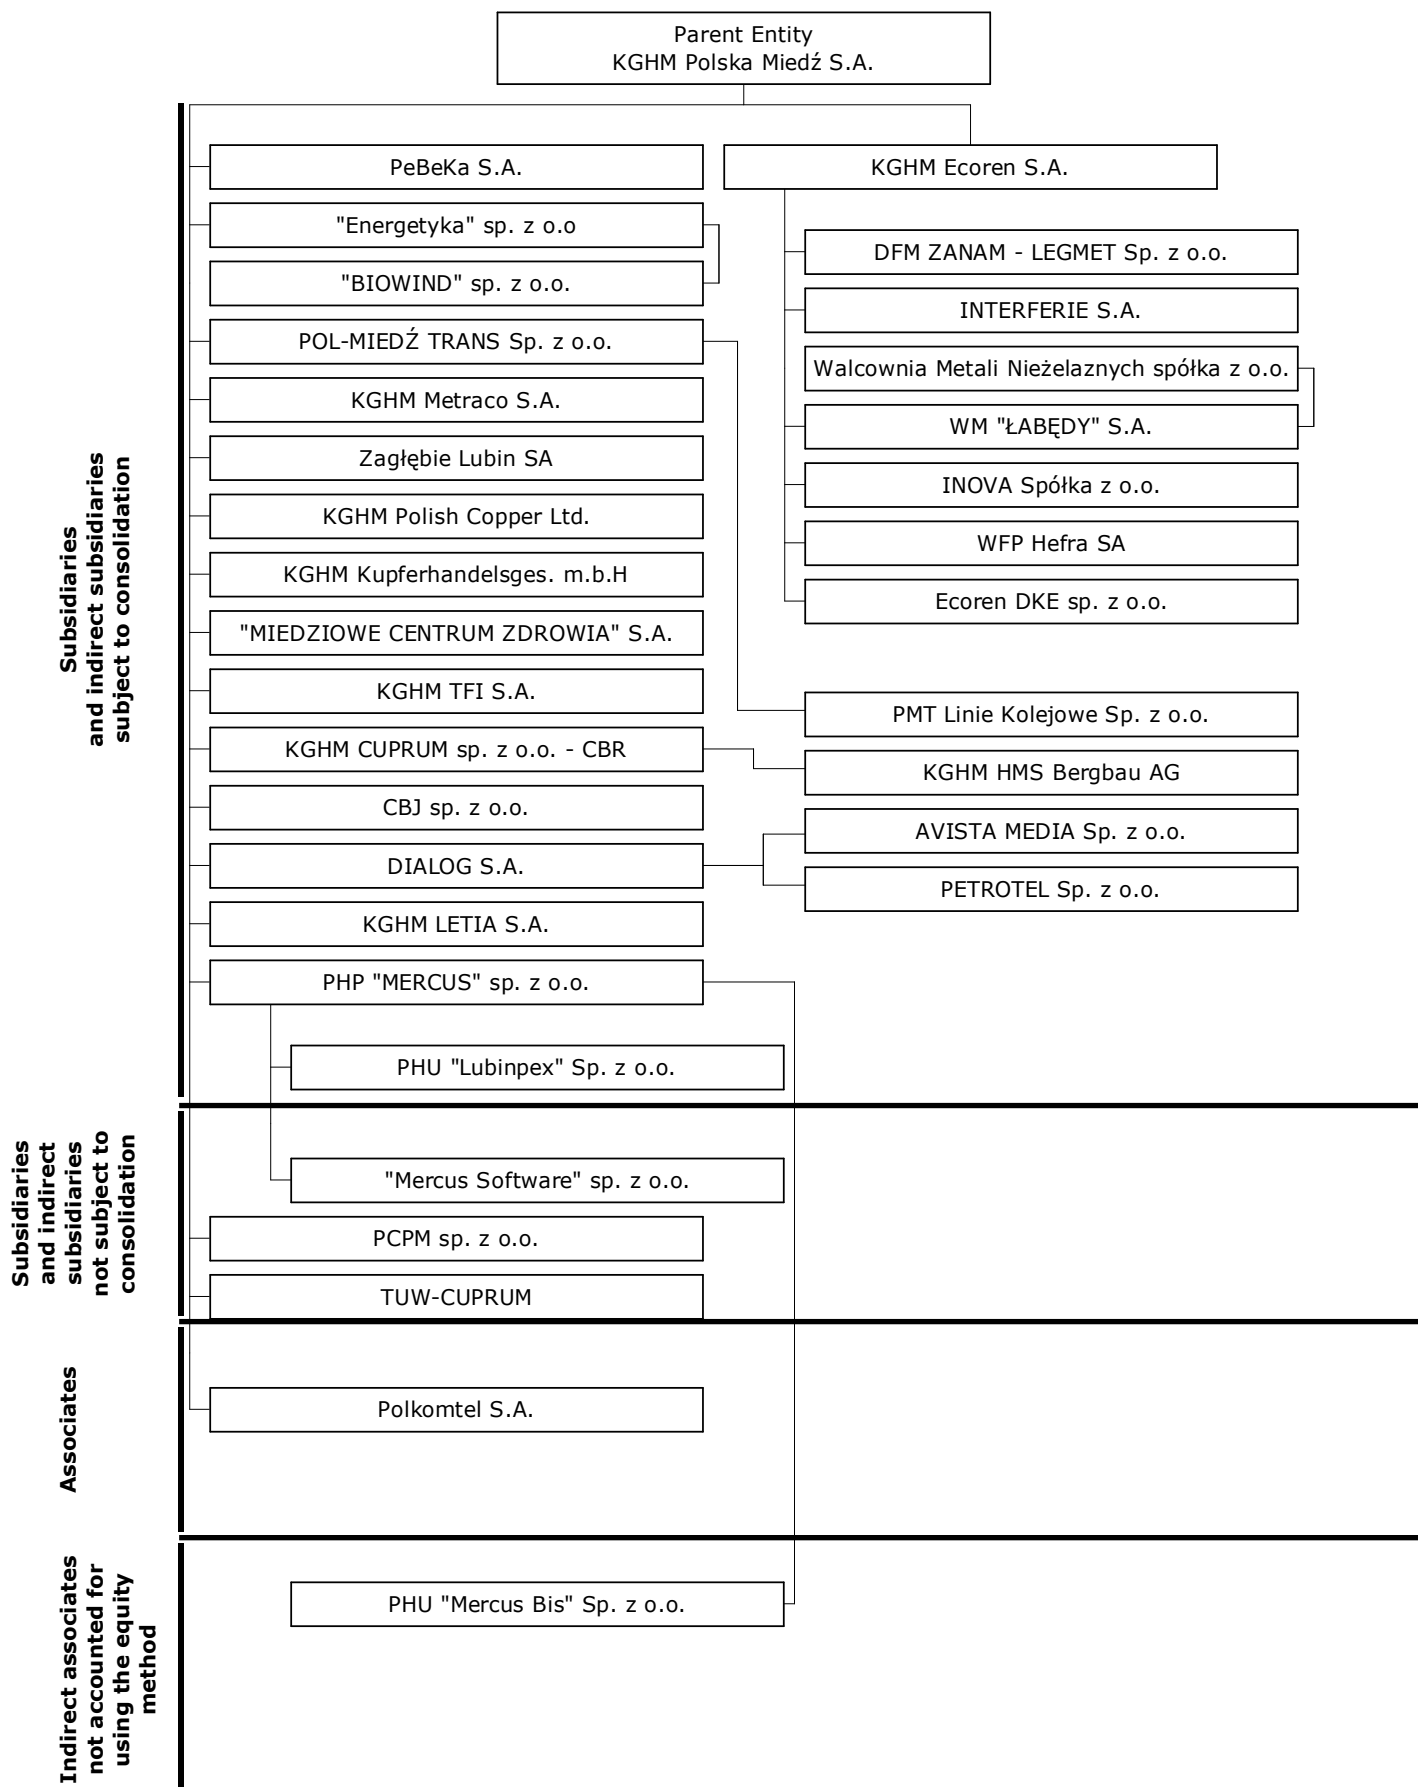 Parent Entity
KGHM Polska Miedź S.A.
Subsidiaries
and indirect subsidiaries
subject to consolidation
PeBeKa S.A.
"Energetyka" sp. z o.o
"BIOWIND" sp. z o.o.
POL-MIEDŹ TRANS Sp. z o.o.
KGHM Metraco S.A.
Zagłębie Lubin SA
KGHM Polish Copper Ltd.
KGHM Kupferhandelsges. m.b.H
"MIEDZIOWE CENTRUM ZDROWIA" S.A.
KGHM TFI S.A.
KGHM CUPRUM sp. z o.o. - CBR
CBJ sp. z o.o.
DIALOG S.A.
KGHM LETIA S.A.
PHP "MERCUS" sp. z o.o.
PHU "Lubinpex" Sp. z o.o.
KGHM Ecoren S.A.
DFM ZANAM - LEGMET Sp. z o.o.
INTERFERIE S.A.
Walcownia Metali Nieżelaznych spółka z o.o.
WM "ŁABĘDY" S.A.
INOVA Spółka z o.o.
WFP Hefra SA
Ecoren DKE sp. z o.o.
PMT Linie Kolejowe Sp. z o.o.
KGHM HMS Bergbau AG
AVISTA MEDIA Sp. z o.o.
PETROTEL Sp. z o.o.
Subsidiaries
and indirect
subsidiaries
not subject to
consolidation
"Mercus Software" sp. z o.o.
PCPM sp. z o.o.
TUW-CUPRUM
Associates
Polkomtel S.A.
Indirect associates
not accounted for
using the equity
method
PHU "Mercus Bis" Sp. z o.o.